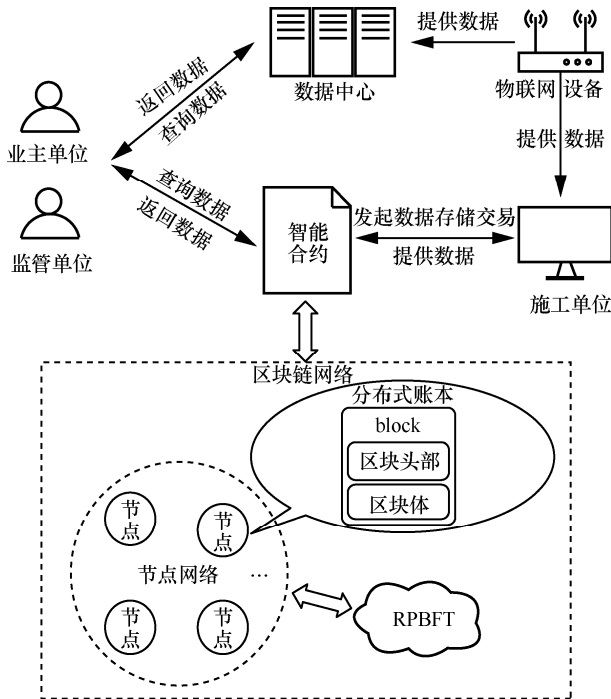 提供数据
数据中心
物联网 设备
返回数据
查询数据
提供 数据
业主单位
查询数据
返回数据
监管单位
智能
合约
发起数据存储交易
提供数据
施工单位
区块链网络
分布式账本
block
区块头部
区块体
节
点
节
点
节点网络 …
节
点
节
点
RPBFT